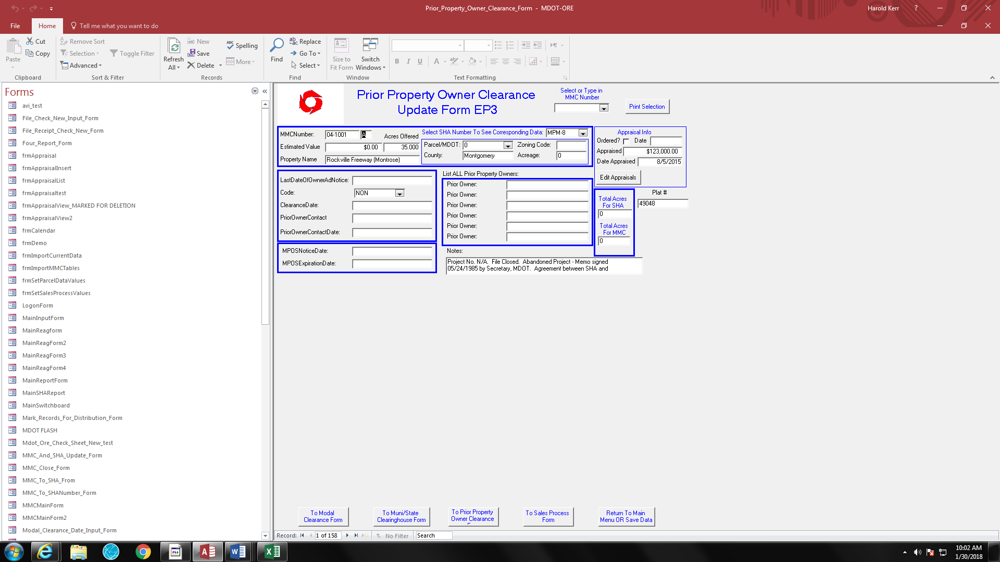 Prior_Property_Owner_Clearance_Form - MDOT-ORE
Harold Kerr
?
File
Home
Tell me what you want to do
Paste
Cut
Copy
Clipboard
Remove Sort
Selection
Toggle Filter
Advanced
Sort & Filter
Refresh
All
New
Save
Delete
Spelling
More
Records
Find
Replace
Go To
Select
Find
Size to
Fit Form
Switch
Windows
Window
B I U A
Text Formatting
Forms
avi_test
File_Check_New_Input_Form
File_Receipt_Check_New_Form
Four_Report_Form
frmAppraisal
frmAppraisalInsert
frmAppraisalList
frmAppraisaltest
frmAppraisalView_MARKED FOR DELETION
frmAppraisalView2
frmCalendar
frmDemo
frmImportCurrentData
frmImportMMCTables
frmSetParcelDataValues
frmSetSalesProcessValues
LogonForm
MainInputForm
MainReagform
MainReagForm2
MainReagForm3
MainReagForm4
MainReportForm
MainSHAReport
MainSwitchboard
Mark_Records_For_Distribution_Form
MDOT FLASH
Mdot_Ore_Check_Sheet_New_test
MMC_And_SHA_Update_Form
MMC_Close_Form
MMC_To_SHA_From
MMC_To_SHANumber_Form
MMCMainForm
MMCMainForm2
Modal_Clearance_Date_Input_Form
Prior Property Owner Clearance
Update Form EP3
Select or Type in
MMC Number
Print Selection
MMCNumber: 04-1001 A
Acres Offered
Estimated Value $0.00 35.000
Property Name Rockville Freeway (Montrose)
Select SHA Number To See Corresponding Data: MPM-8
Parcel/MDOT: 0 Zoning Code:
County: Montgomery Acreage: 0
Appraisal Info
Ordered? Date
Appraised $123,000.00
Date Appraised 8/5/2015
Edit Appraisals
LastDateOfOwnerAdNotice:
Code: NON
ClearanceDate:
PriorOwnerContact
PriorOwnerContactDate:
MPOSNoticeDate:
MPOSExpirationDate:
List ALL Prior Property Owners:
Prior Owner:
Prior Owner:
Prior Owner:
Prior Owner:
Prior Owner:
Prior Owner:
Total Acres
For SHA
0
Total Acres
For MMC
0
Plat #
49048
Notes:
Project No. N/A. File Closed. Abandoned Project - Memo signed
05/24/1985 by Secretary, MDOT. Agreement between SHA and
To Modal
Clearance Form
To Muni/State
Clearinghouse Form
To Prior Property
Owner Clearance
To Sales Process
Form
Return To Main
Menu OR Save Data
Record: 1 of 158 No Filter Search
10:02 AM
1/30/2018